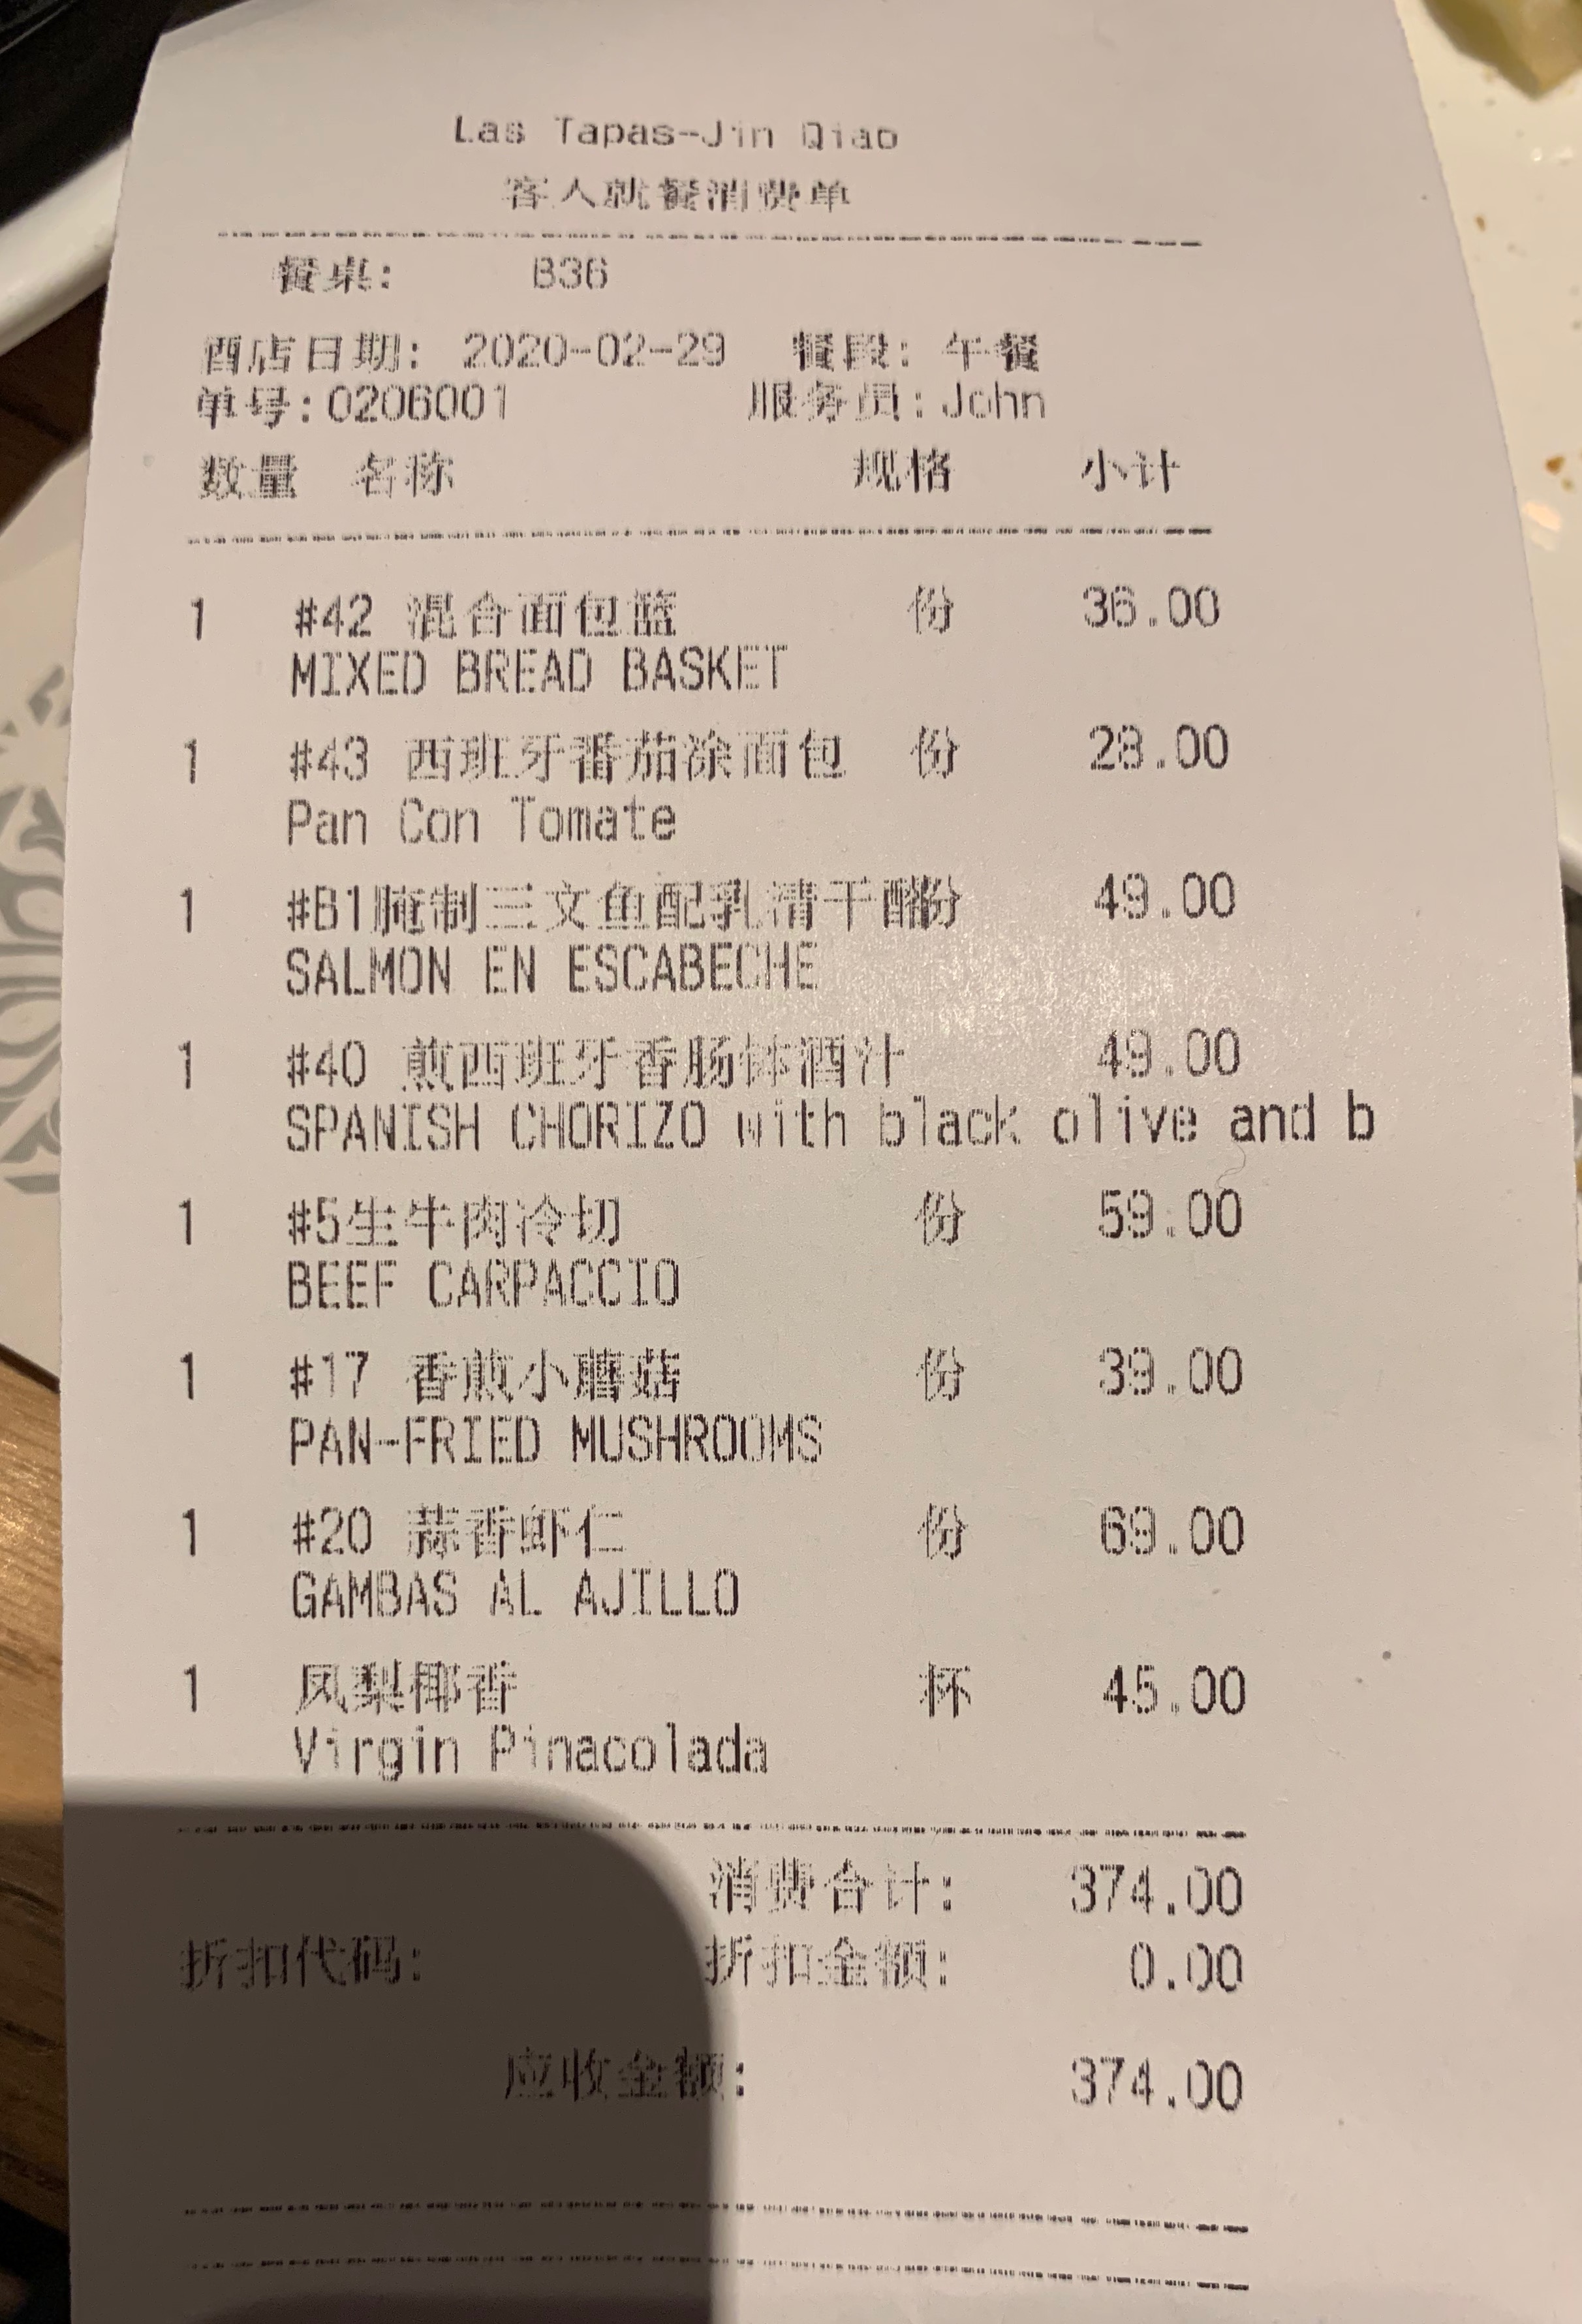 Las Tapas-Jin Qiao
客人就餐消费单
餐桌: B36
酒店日期: 2020-02-29 餐段: 午餐
单号:0206001 服务员:John
数量 名称 规格 小计
1 #42 混合面包篮 份 36.00
MIXED BREAD BASKET
1 #43 西班牙番茄涂面包 份 28.00
Pan Con Tomate
1 #B1腌制三文鱼配乳清干酪份 49.00
SALMON EN ESCABECHE
1 #40 煎西班牙香肠钵酒汁 49.00
SPANISH CHORIZO with black olive and b
1 #5生牛肉冷切 份 59.00
BEEF CARPACCIO
1 #17 香煎小蘑菇 份 39.00
PAN-FRIED MUSHROOMS
1 #20 蒜香虾仁 份 69.00
GAMBAS AL AJILLO
1 凤梨椰香 杯 45.00
Virgin Pinacolada
消费合计: 374.00
折扣代码: 折扣金额: 0.00
应收金额: 374.00